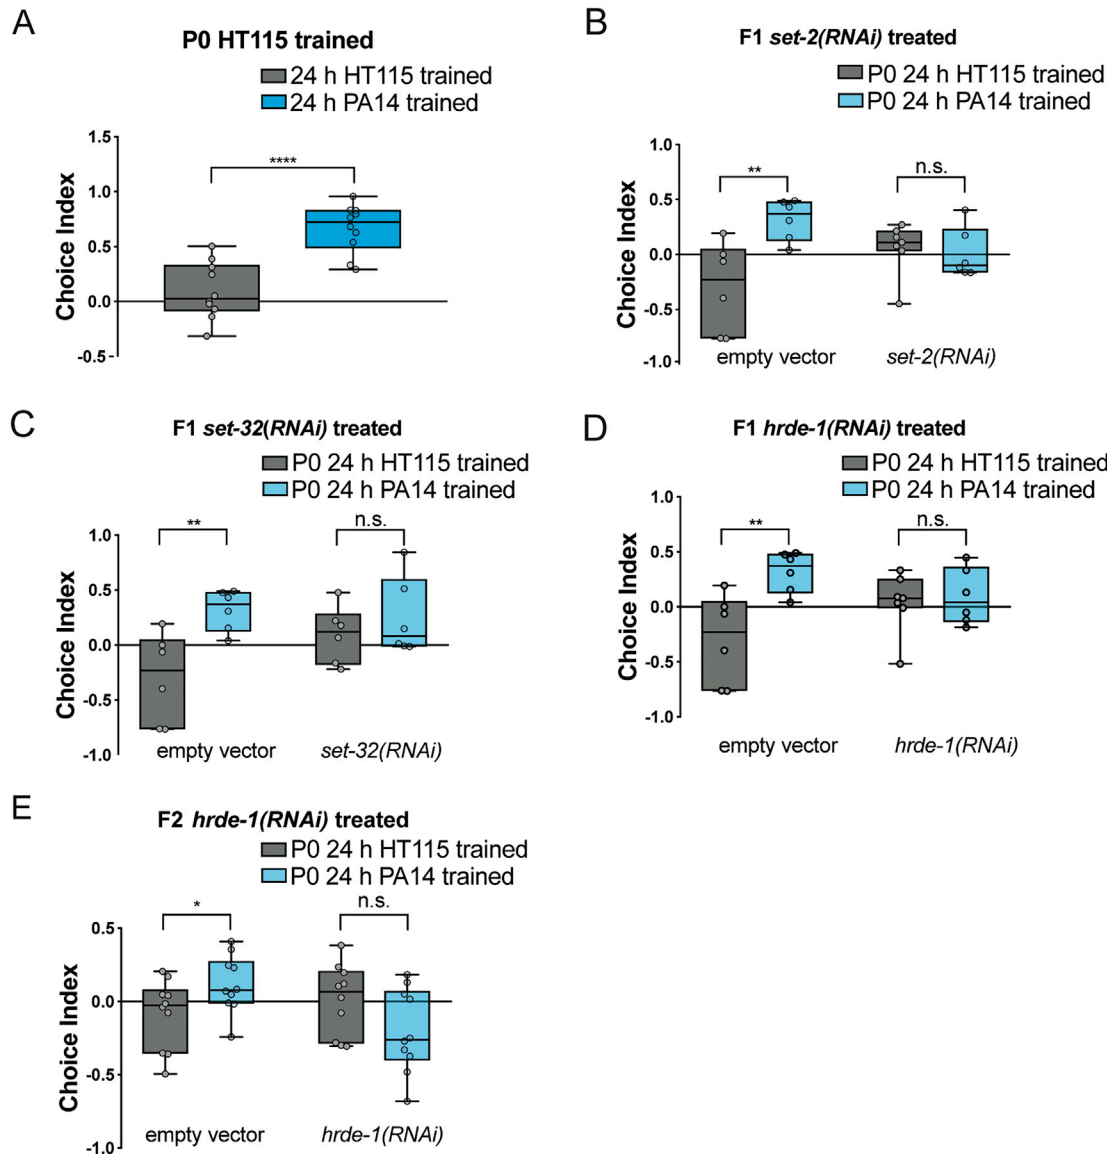 A
P0 HT115 trained
24 h HT115 trained
24 h PA14 trained
Choice Index
1.5
1.0
0.5
0.0
-0.5
****
B
F1 set-2(RNAi) treated
P0 24 h HT115 trained
P0 24 h PA14 trained
Choice Index
1.0
0.5
0.0
-0.5
-1.0
**
n.s.
empty vector
set-2(RNAi)
C
F1 set-32(RNAi) treated
P0 24 h HT115 trained
P0 24 h PA14 trained
Choice Index
1.0
0.5
0.0
-0.5
-1.0
**
n.s.
empty vector
set-32(RNAi)
D
F1 hrde-1(RNAi) treated
P0 24 h HT115 trained
P0 24 h PA14 trained
Choice Index
1.0
0.5
0.0
-0.5
-1.0
**
n.s.
empty vector
hrde-1(RNAi)
E
F2 hrde-1(RNAi) treated
P0 24 h HT115 trained
P0 24 h PA14 trained
Choice Index
0.5
0.0
-0.5
-1.0
*
n.s.
empty vector
hrde-1(RNAi)